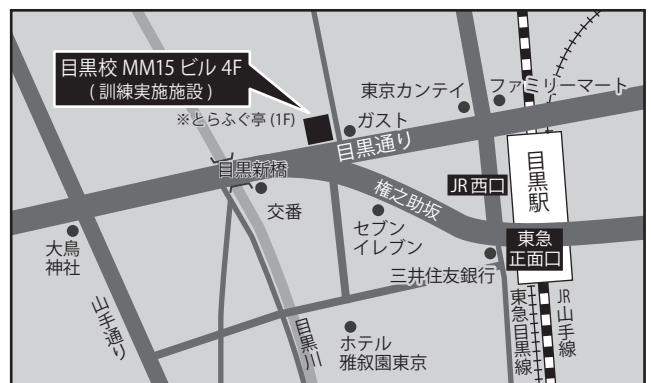 目黒校 MM15 ビル 4F
( 訓練実施施設 )
※とらふぐ亭 (1F)
東京カンテイ
ファミリーマート
ガスト
目黒通り
目黒新橋
権之助坂
JR 西口
目黒駅
交番
セブン
イレブン
東急
正面口
大鳥
神社
三井住友銀行
山手通り
目黒川
ホテル
雅叙園東京
東急目黒線
JR山手線